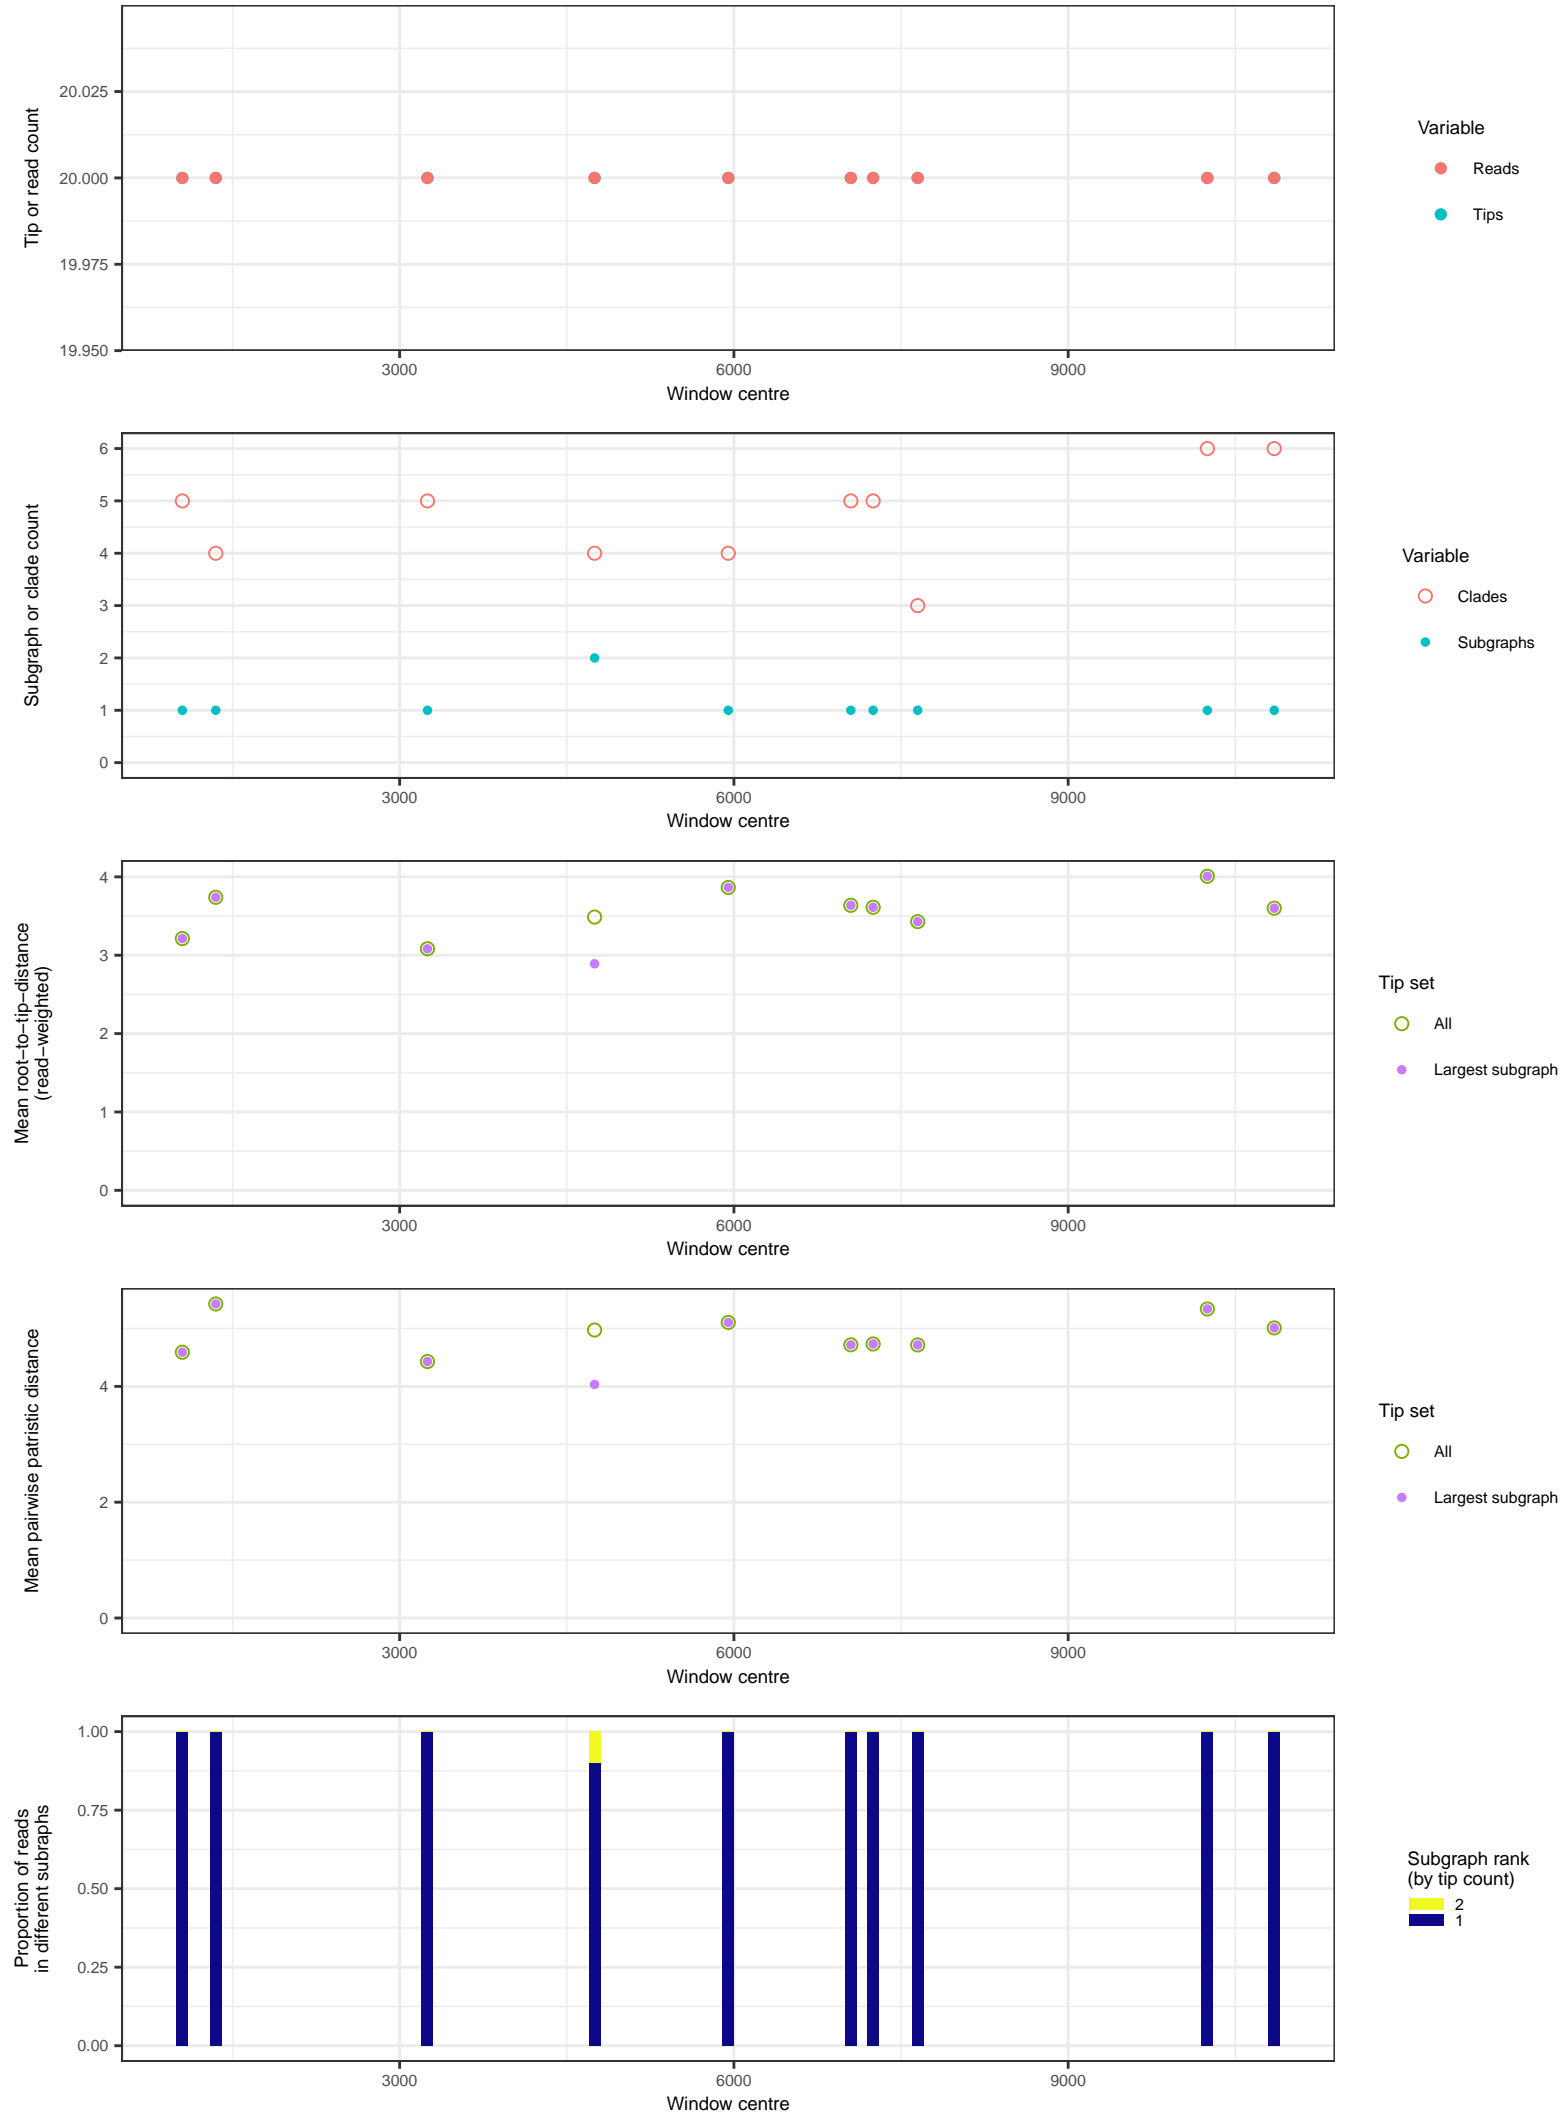 Tip or read count
20.025
20.000
19.975
19.950
3000
6000
9000
Window centre
Variable
Reads
Tips
Subgraph or clade count
6
5
4
3
2
1
0
3000
6000
9000
Window centre
Variable
Clades
Subgraphs
Mean root−to−tip−distance
(read−weighted)
4
3
2
1
0
3000
6000
9000
Window centre
Tip set
All
Largest subgraph
Mean pairwise patristic distance
4
2
0
3000
6000
9000
Window centre
Tip set
All
Largest subgraph
Proportion of reads
in different subraphs
1.00
0.75
0.50
0.25
0.00
3000
6000
9000
Window centre
Subgraph rank
(by tip count)
2
1